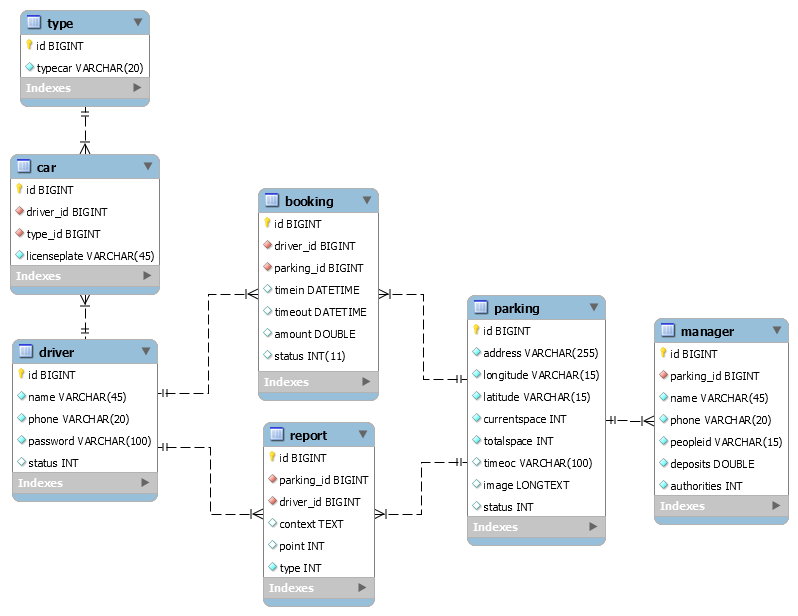 type
id BIGINT
typecar VARCHAR(20)
Indexes
car
id BIGINT
driver_id BIGINT
type_id BIGINT
licenseplate VARCHAR(45)
Indexes
driver
id BIGINT
name VARCHAR(45)
phone VARCHAR(20)
password VARCHAR(100)
status INT
Indexes
booking
id BIGINT
driver_id BIGINT
parking_id BIGINT
timein DATETIME
timeout DATETIME
amount DOUBLE
status INT(11)
Indexes
report
id BIGINT
parking_id BIGINT
driver_id BIGINT
context TEXT
point INT
type INT
Indexes
parking
id BIGINT
address VARCHAR(255)
longitude VARCHAR(15)
latitude VARCHAR(15)
currentspace INT
totalspace INT
timeoc VARCHAR(100)
image LONGTEXT
status INT
Indexes
manager
id BIGINT
parking_id BIGINT
name VARCHAR(45)
phone VARCHAR(20)
peopleid VARCHAR(15)
deposits DOUBLE
authorities INT
Indexes